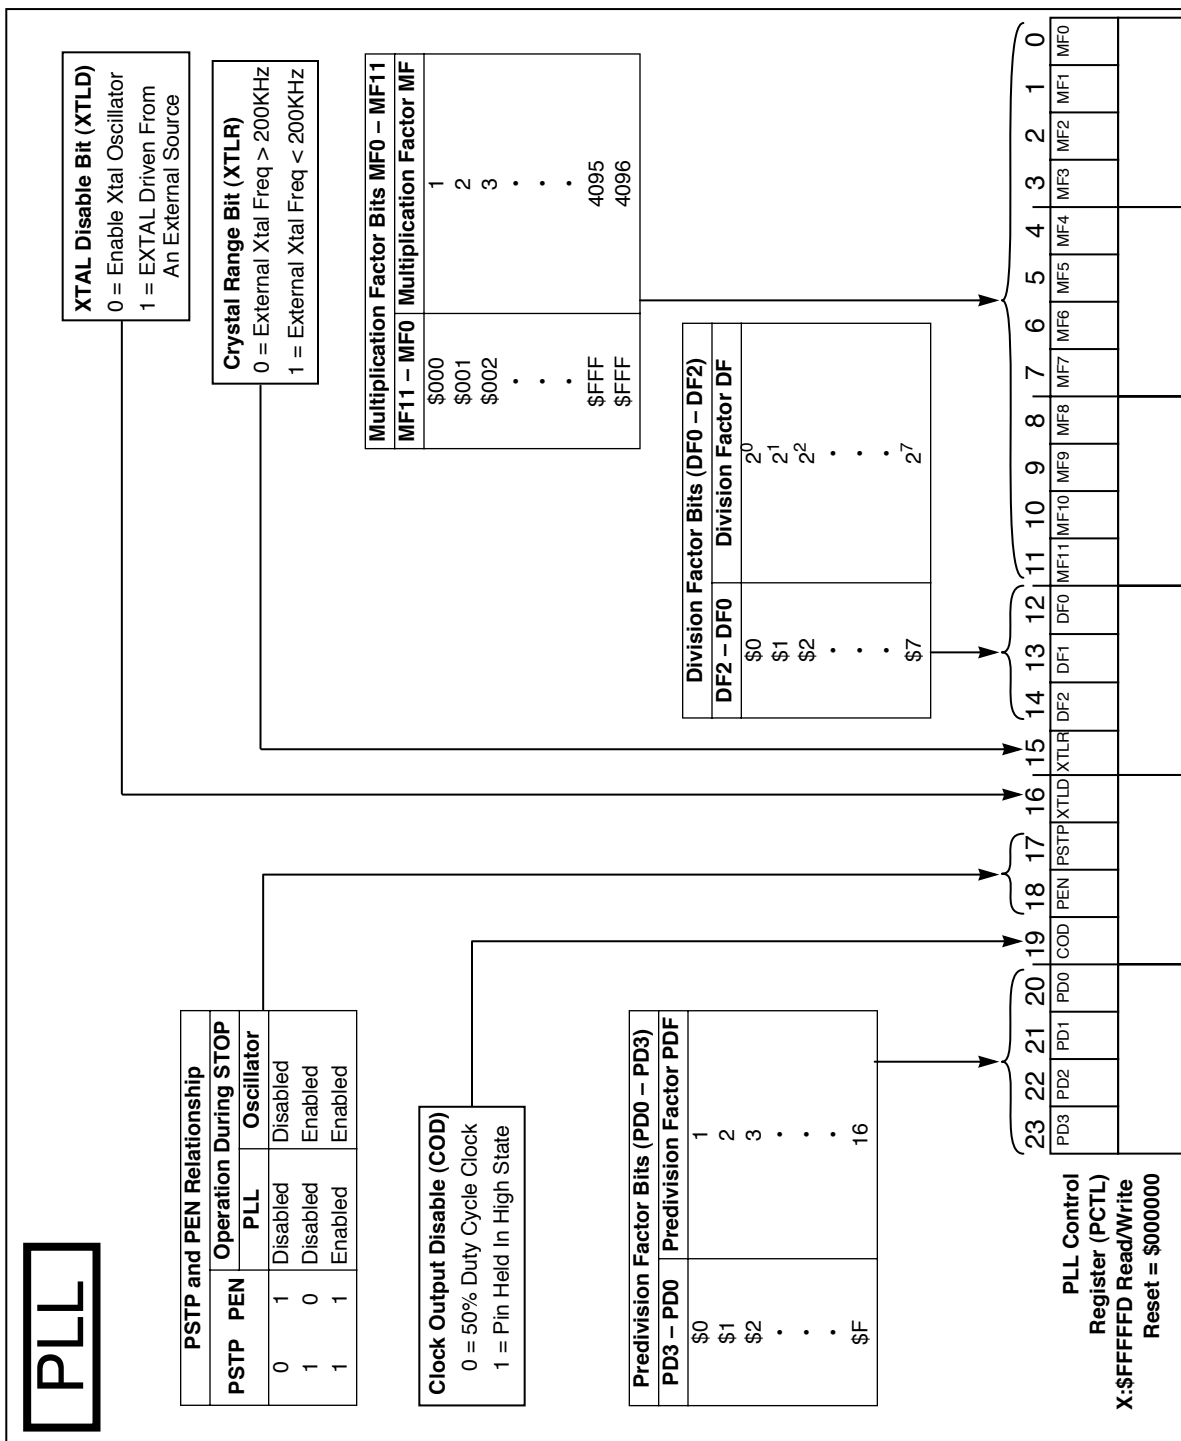 PLL
PSTP and PEN Relationship
PSTP PEN Operation During STOP
PLL Oscillator
0 1 Disabled Disabled
1 0 Disabled Enabled
1 1 Enabled Enabled
XTAL Disable Bit (XTLD)
0 = Enable Xtal Oscillator
1 = EXTAL Driven From
An External Source
Crystal Range Bit (XTLR)
0 = External Xtal Freq > 200KHz
1 = External Xtal Freq < 200KHz
Clock Output Disable (COD)
0 = 50% Duty Cycle Clock
1 = Pin Held In High State
Multiplication Factor Bits MF0 – MF11
MF11 – MF0 Multiplication Factor MF
$000 1
$001 2
$002 3
• •
• •
• •
$FFF 4095
$FFF 4096
Predivision Factor Bits (PD0 – PD3)
PD3 – PD0 Predivision Factor PDF
$0 1
$1 2
$2 3
• •
• •
• •
$F 16
Division Factor Bits (DF0 – DF2)
DF2 – DF0 Division Factor DF
$0 2⁰
$1 2¹
$2 2²
• •
• •
• •
$7 2⁷
23 22 21 20 19 18 17 16 15 14 13 12 11 10 9 8 7 6 5 4 3 2 1 0
PD3 PD2 PD1 PD0 COD PEN PSTP XTLD XTLR DF2 DF1 DF0 MF11 MF10 MF9 MF8 MF7 MF6 MF5 MF4 MF3 MF2 MF1 MF0
PLL Control
Register (PCTL)
X:$FFFFFD Read/Write
Reset = $000000